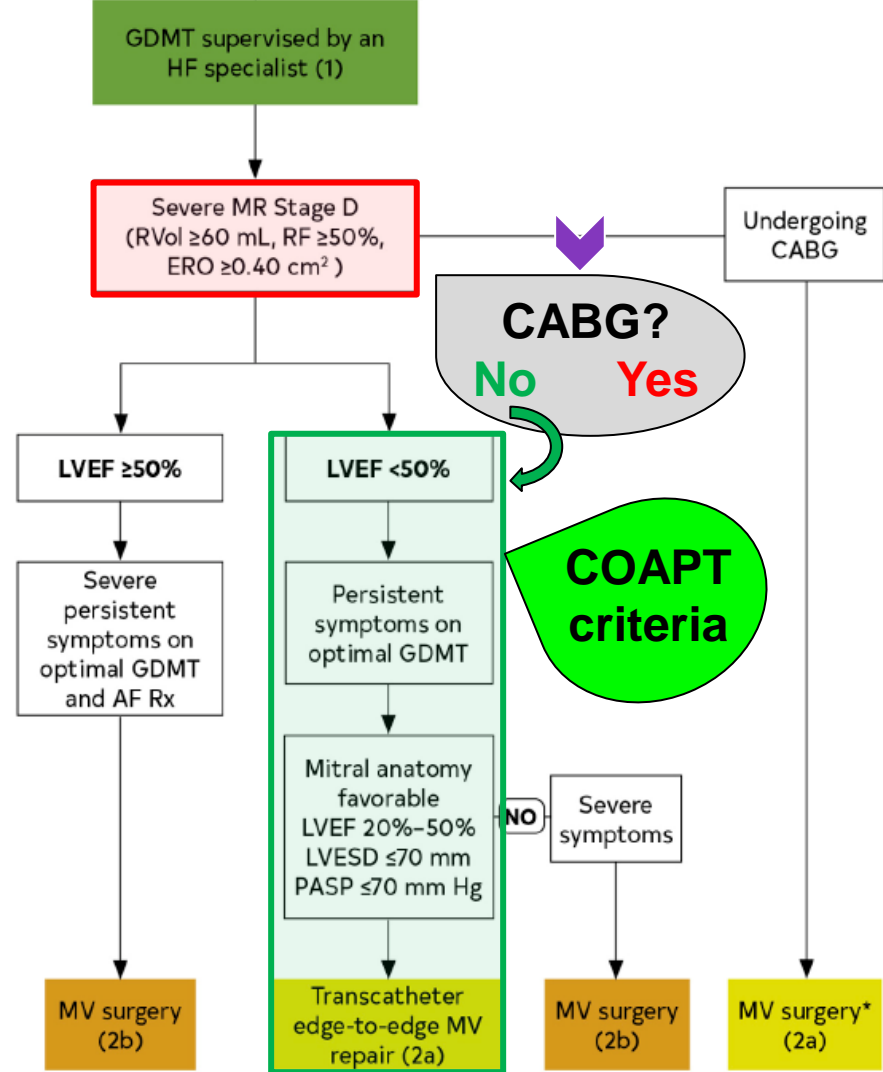 GDMT supervised by an
HF specialist (1)
Severe MR Stage D
(RVol ≥60 mL, RF ≥50%,
ERO ≥0.40 cm²)
Undergoing
CABG
CABG?
No Yes
LVEF ≥50%
LVEF <50%
COAPT
criteria
Severe
persistent
symptoms on
optimal GDMT
and AF Rx
Persistent
symptoms on
optimal GDMT
Mitral anatomy
favorable
LVEF 20%–50%
LVESD ≤70 mm
PASP ≤70 mm Hg
NO
Severe
symptoms
MV surgery
(2b)
Transcatheter
edge-to-edge MV
repair (2a)
MV surgery
(2b)
MV surgery*
(2a)